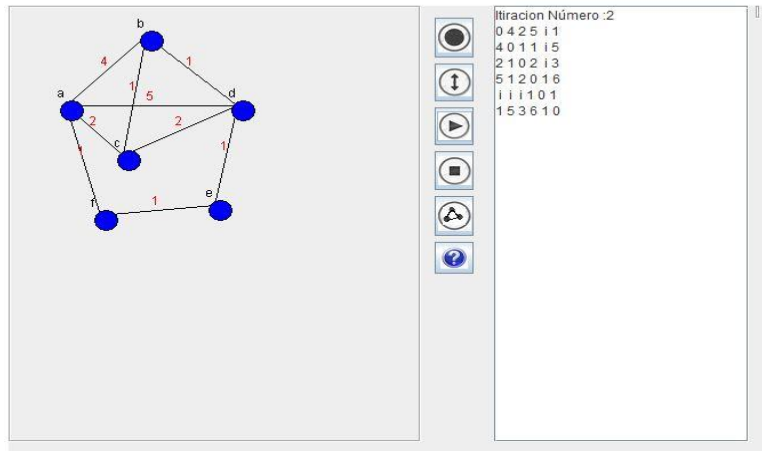 b
4
1
1
5
a
d
2
2
c
1
1
e
f
1
Itiracion Número :2
0 4 2 5 i 1
4 0 1 1 i 5
2 1 0 2 i 3
5 1 2 0 1 6
i i i 1 0 1
1 5 3 6 1 0
?